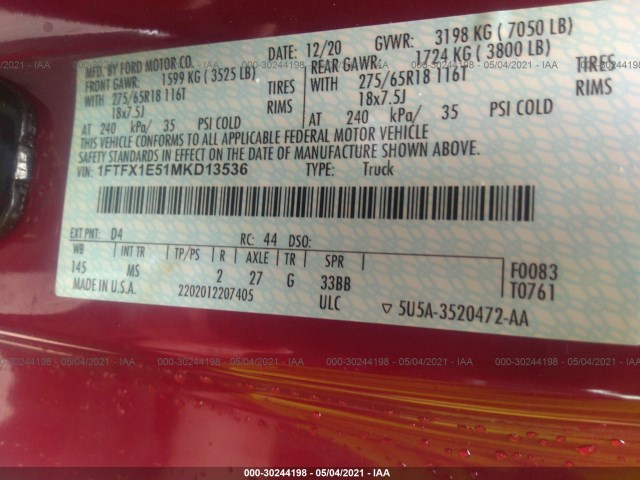 MFD. BY FORD MOTOR CO.
DATE: 12/20 GVWR: 3198 KG ( 7050 LB)
FRONT GAWR: 1599 KG ( 3525 LB)
REAR GAWR: 1724 KG ( 3800 LB)
WITH 275/65R18 116T TIRES
WITH 275/65R18 116T TIRES
18x7.5J RIMS
18x7.5J RIMS
AT 240 kPa/ 35 PSI COLD
AT 240 kPa/ 35 PSI COLD
THIS VEHICLE CONFORMS TO ALL APPLICABLE FEDERAL MOTOR VEHICLE
SAFETY STANDARDS IN EFFECT ON THE DATE OF MANUFACTURE SHOWN ABOVE.
VIN: 1FTFX1E51MKD13536 TYPE: Truck
EXT PNT: D4 RC: 44 DSO:
WB INT TR TP/PS R AXLE TR SPR
145 MS 2 27 G 33BB
F0083
T0761
MADE IN U.S.A. 2202012207405 ULC
5U5A-3520472-AA
000-30244198 - 05/04/2021 - IAA